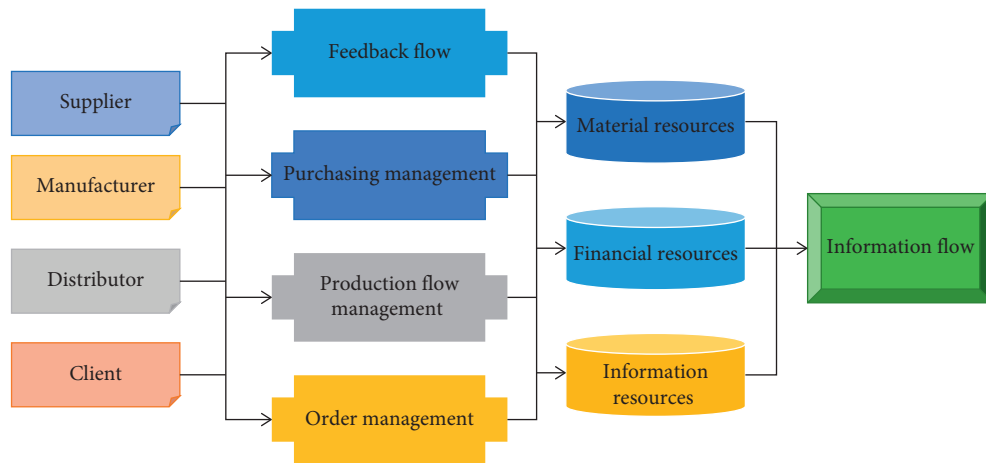 Supplier
Manufacturer
Distributor
Client
Feedback flow
Purchasing management
Production flow
management
Order management
Material resources
Financial resources
Information
resources
Information flow